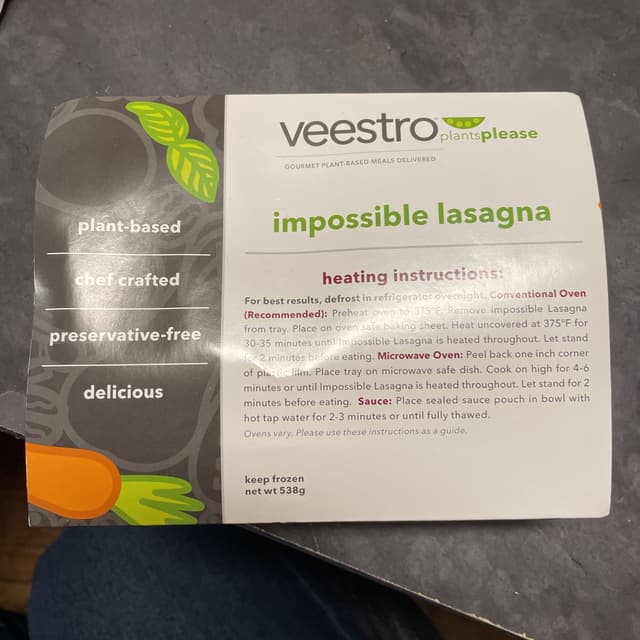 veestro
plantsplease
GOURMET PLANT-BASED MEALS DELIVERED
plant-based
chef crafted
preservative-free
delicious
impossible lasagna
heating instructions:
For best results, defrost in refrigerator overnight. Conventional Oven
(Recommended): Preheat oven to 375°F. Remove impossible Lasagna
from tray. Place on oven safe baking sheet. Heat uncovered at 375°F for
30-35 minutes until Impossible Lasagna is heated throughout. Let stand
for 2 minutes before eating. Microwave Oven: Peel back one inch corner
of plastic film. Place tray on microwave safe dish. Cook on high for 4-6
minutes or until Impossible Lasagna is heated throughout. Let stand for 2
minutes before eating. Sauce: Place sealed sauce pouch in bowl with
hot tap water for 2-3 minutes or until fully thawed.
Ovens vary. Please use these instructions as a guide.
keep frozen
net wt 538g